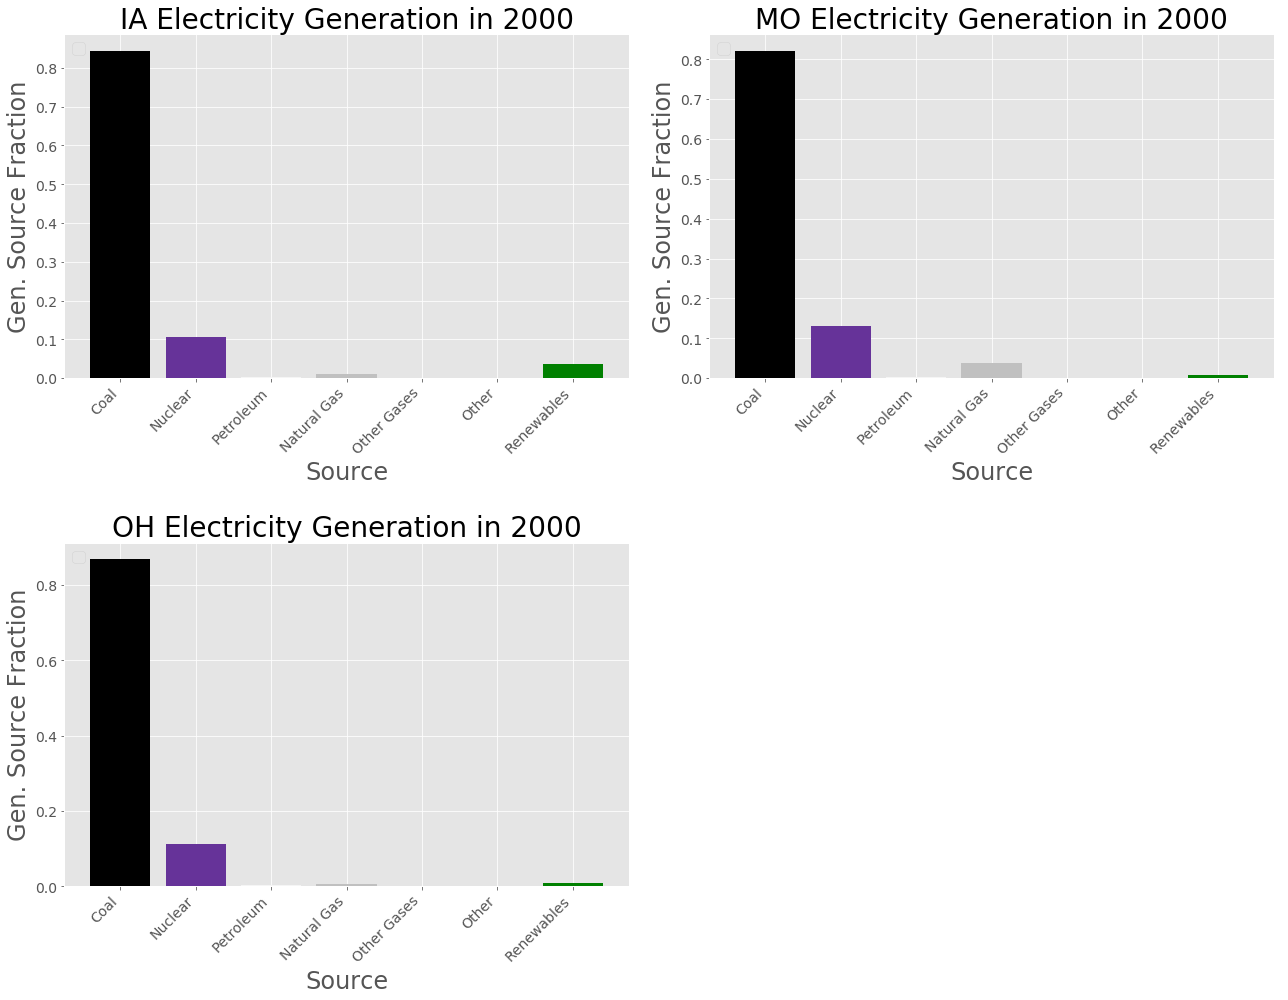 IA Electricity Generation in 2000
Gen. Source Fraction
0.8
0.7
0.6
0.5
0.4
0.3
0.2
0.1
0.0
Coal
Nuclear
Petroleum
Natural Gas
Other Gases
Other
Renewables
Source
MO Electricity Generation in 2000
Gen. Source Fraction
0.8
0.7
0.6
0.5
0.4
0.3
0.2
0.1
0.0
Coal
Nuclear
Petroleum
Natural Gas
Other Gases
Other
Renewables
Source
OH Electricity Generation in 2000
Gen. Source Fraction
0.8
0.6
0.4
0.2
0.0
Coal
Nuclear
Petroleum
Natural Gas
Other Gases
Other
Renewables
Source